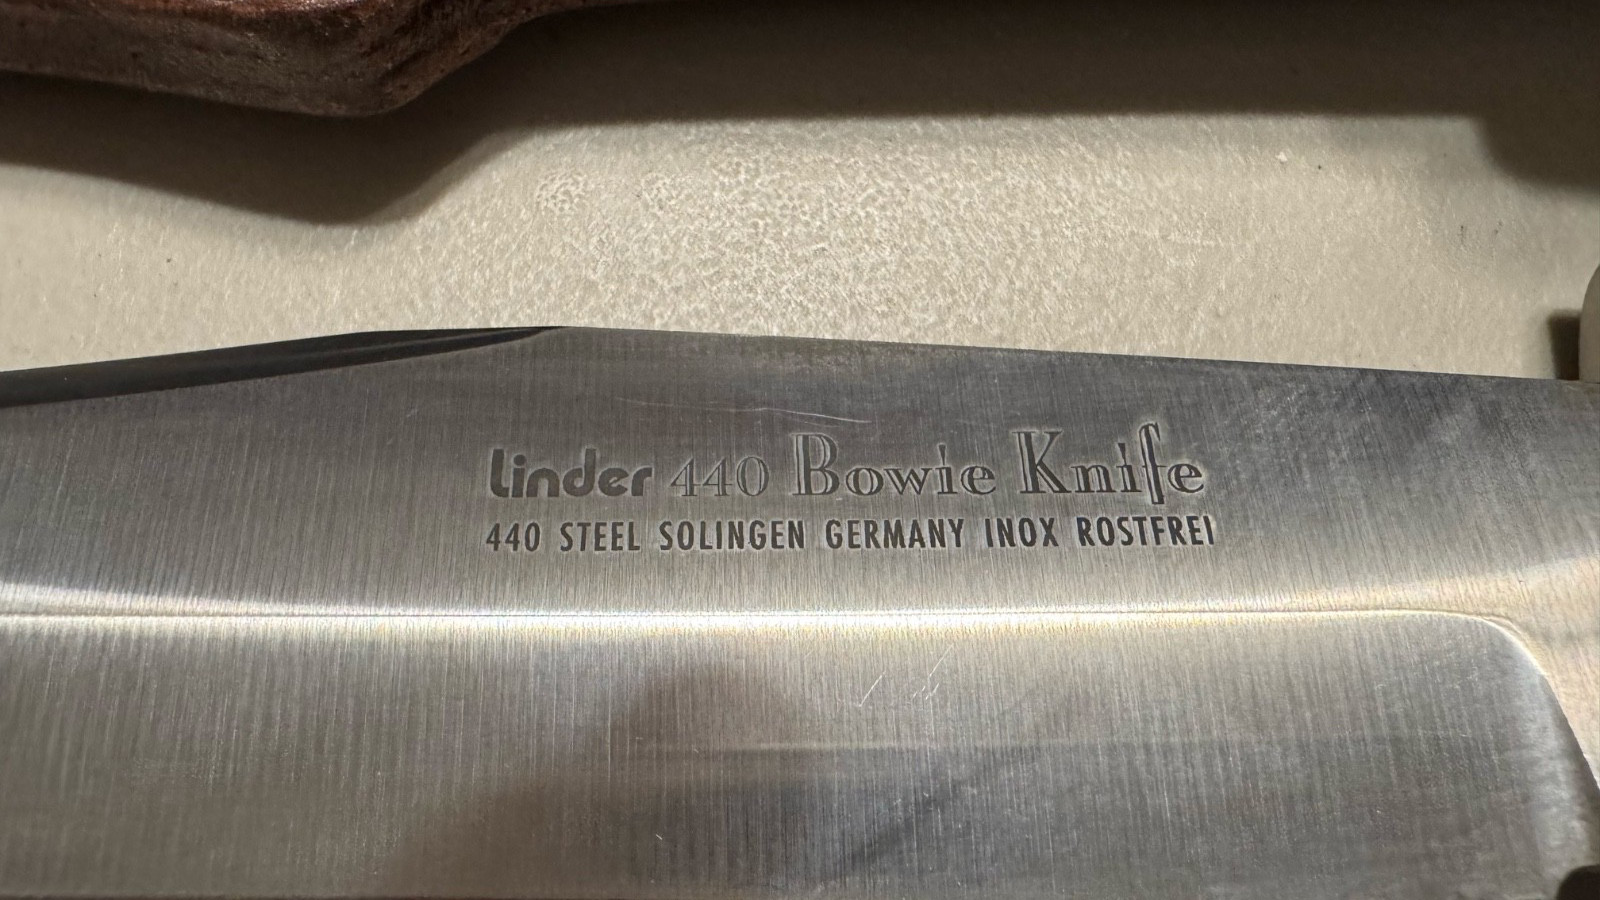 Linder 440 Bowie Knife
440 STEEL SOLINGEN GERMANY INOX ROSTFREI